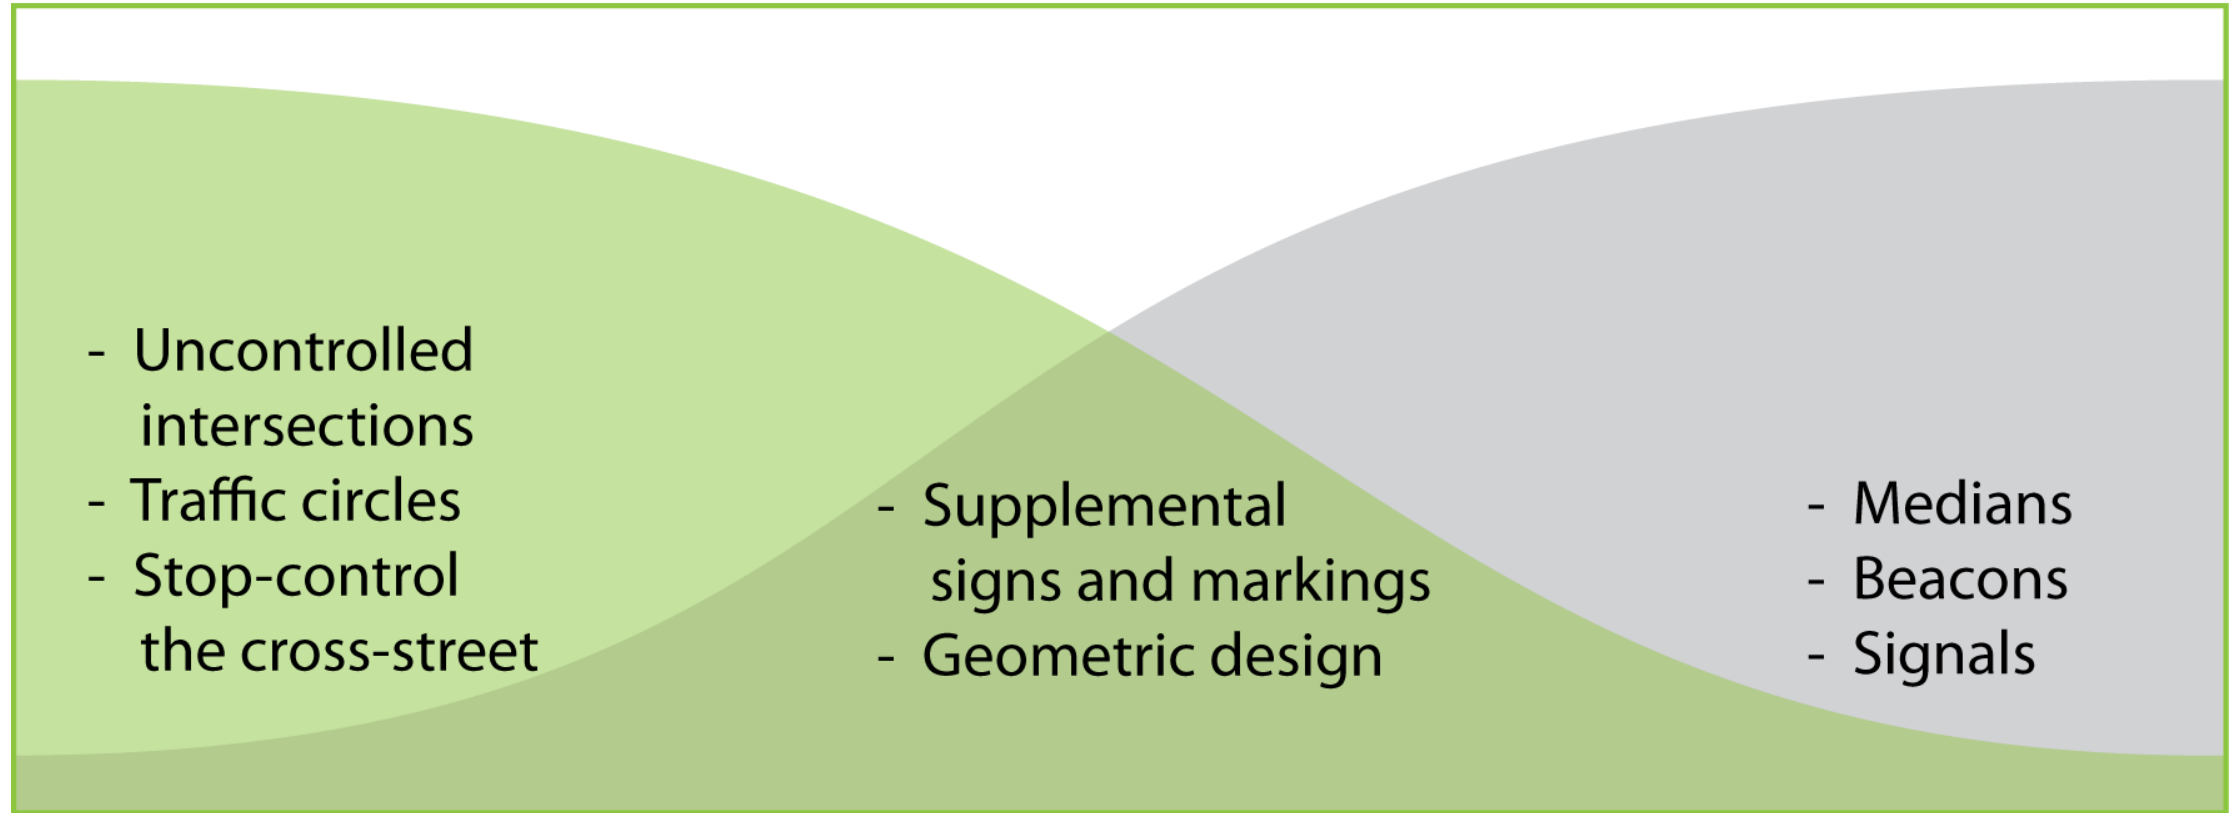 - Uncontrolled
intersections
- Traffic circles
- Stop-control
the cross-street
- Supplemental
signs and markings
- Geometric design
- Medians
- Beacons
- Signals